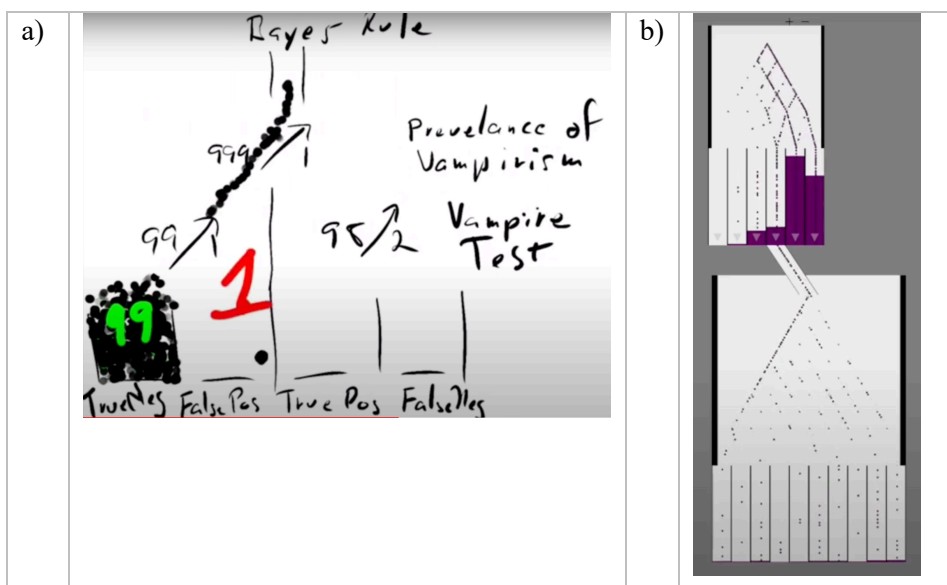 a)
b)
Bayes Rule
Prevelance of
Vampirism
999 1
Vampire
Test
99 1
98 2
1
99
TrueNeg FalsePos True Pos FalseNeg
+ -